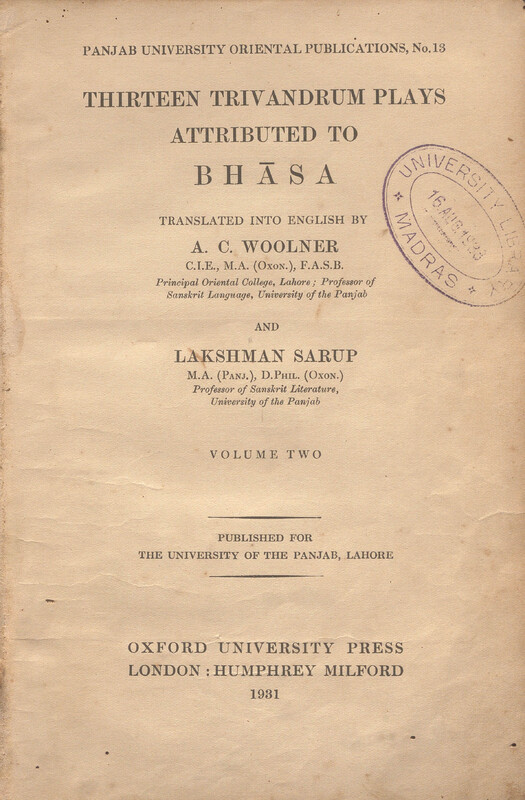 PANJAB UNIVERSITY ORIENTAL PUBLICATIONS, No. 13
THIRTEEN TRIVANDRUM PLAYS
ATTRIBUTED TO
BHĀSA
TRANSLATED INTO ENGLISH BY
A. C. WOOLNER
C.I.E., M.A. (Oxon.), F.A.S.B.
Principal Oriental College, Lahore; Professor of
Sanskrit Language, University of the Panjab
AND
LAKSHMAN SARUP
M.A. (Panj.), D.Phil. (Oxon.)
Professor of Sanskrit Literature,
University of the Panjab
VOLUME TWO
PUBLISHED FOR
THE UNIVERSITY OF THE PANJAB, LAHORE
OXFORD UNIVERSITY PRESS
LONDON : HUMPHREY MILFORD
1931
UNIVERSITY LIBRARY
16 AUG
MADRAS